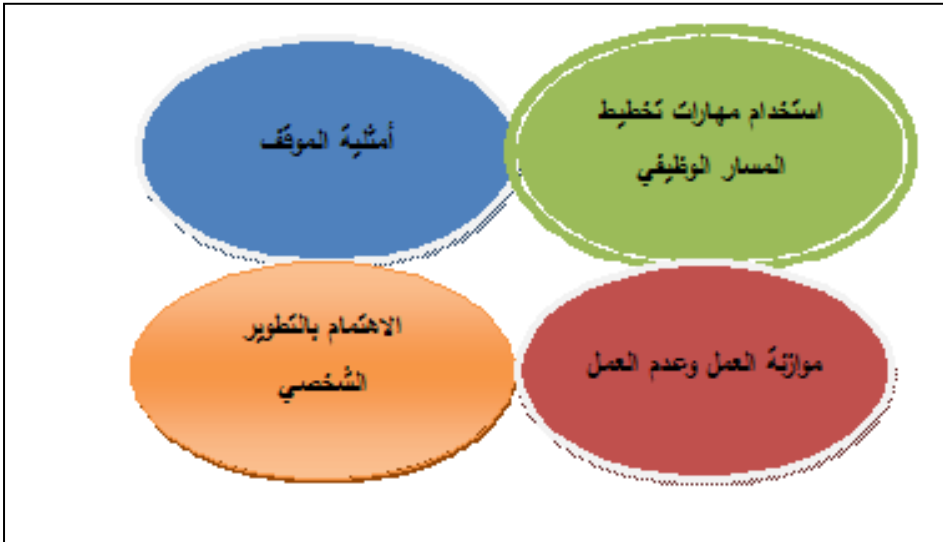 استخدام مهارات تخطيط
المسار الوظيفي
أمثلية الموقف
موازنة العمل وعدم العمل
الاهتمام بالتطوير
الشخصي